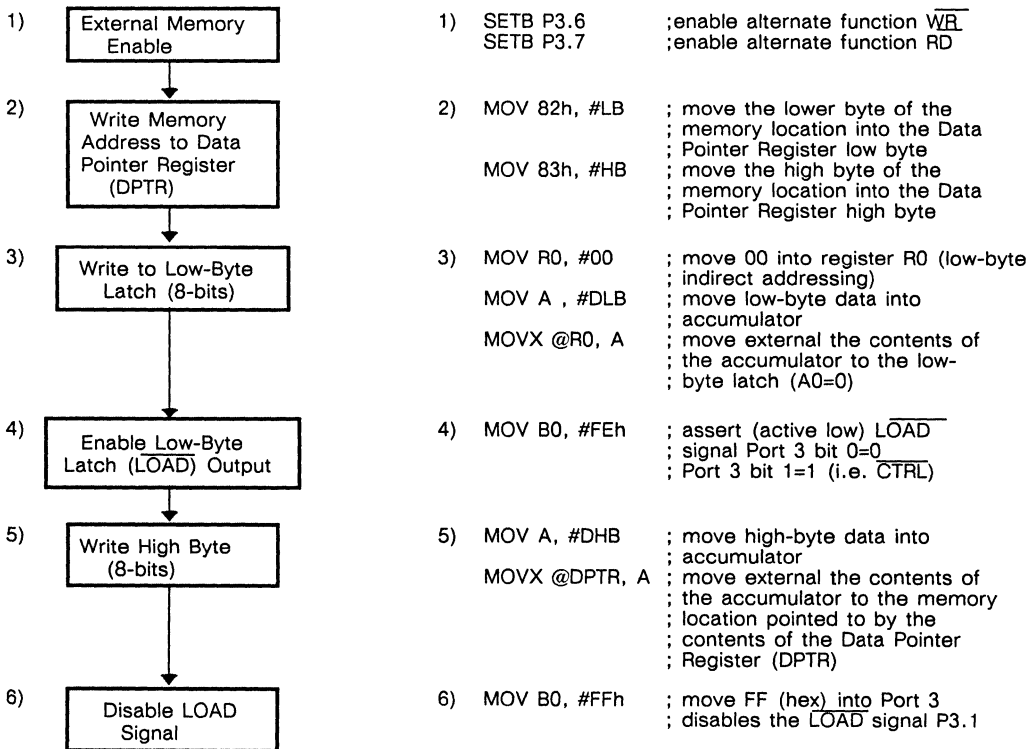 1) External Memory
Enable
2) Write Memory
Address to Data
Pointer Register
(DPTR)
3) Write to Low-Byte
Latch (8-bits)
4) Enable Low-Byte
Latch (LOAD) Output
5) Write High Byte
(8-bits)
6) Disable LOAD
Signal
1) SETB P3.6 ;enable alternate function WR
SETB P3.7 ;enable alternate function RD
2) MOV 82h, #LB ; move the lower byte of the
; memory location into the Data
; Pointer Register low byte
MOV 83h, #HB ; move the high byte of the
; memory location into the Data
; Pointer Register high byte
3) MOV R0, #00 ; move 00 into register R0 (low-byte
; indirect addressing)
MOV A , #DLB ; move low-byte data into
; accumulator
MOVX @R0, A ; move external the contents of
; the accumulator to the low-
; byte latch (A0=0)
4) MOV B0, #FEh ; assert (active low) LOAD
; signal Port 3 bit 0=0
; Port 3 bit 1=1 (i.e. CTRL)
5) MOV A, #DHB ; move high-byte data into
; accumulator
MOVX @DPTR, A ; move external the contents of
; the accumulator to the memory
; location pointed to by the
; contents of the Data Pointer
; Register (DPTR)
6) MOV B0, #FFh ; move FF (hex) into Port 3
; disables the LOAD signal P3.1